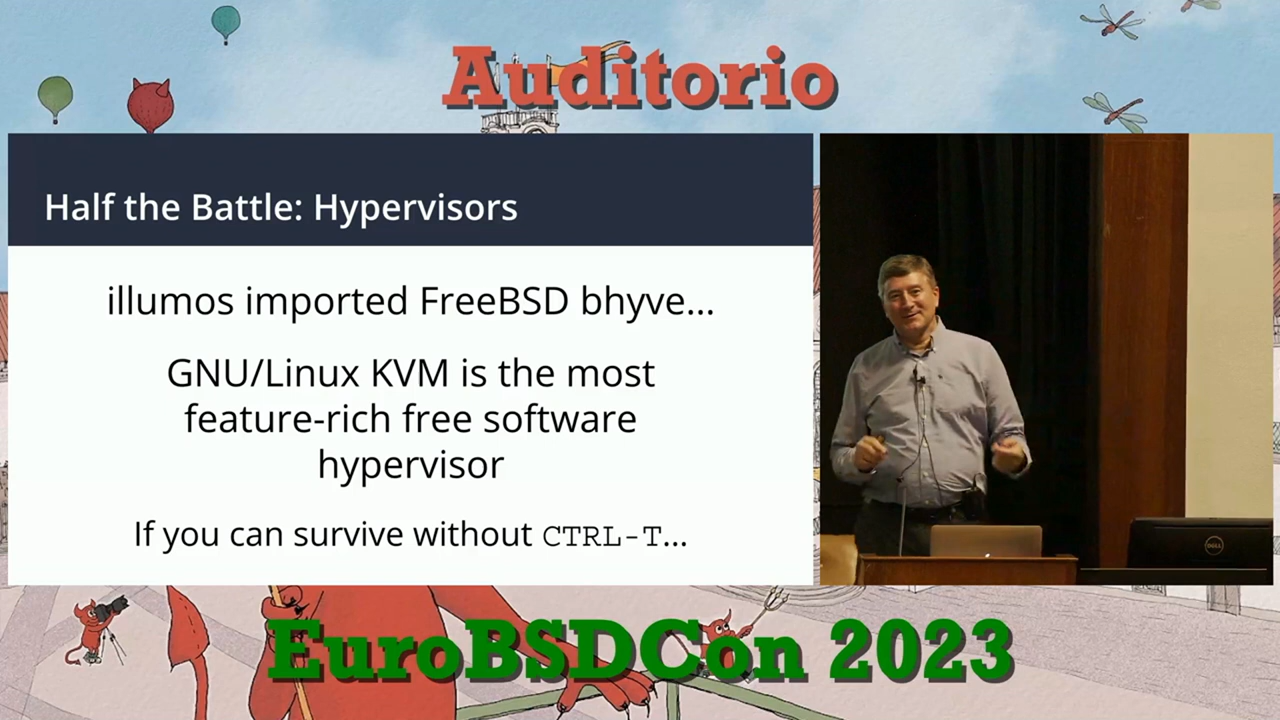 Auditorio
Half the Battle: Hypervisors
illumos imported FreeBSD bhyve...
GNU/Linux KVM is the most
feature-rich free software
hypervisor
If you can survive without CTRL-T...
DELL
EuroBSDCon 2023